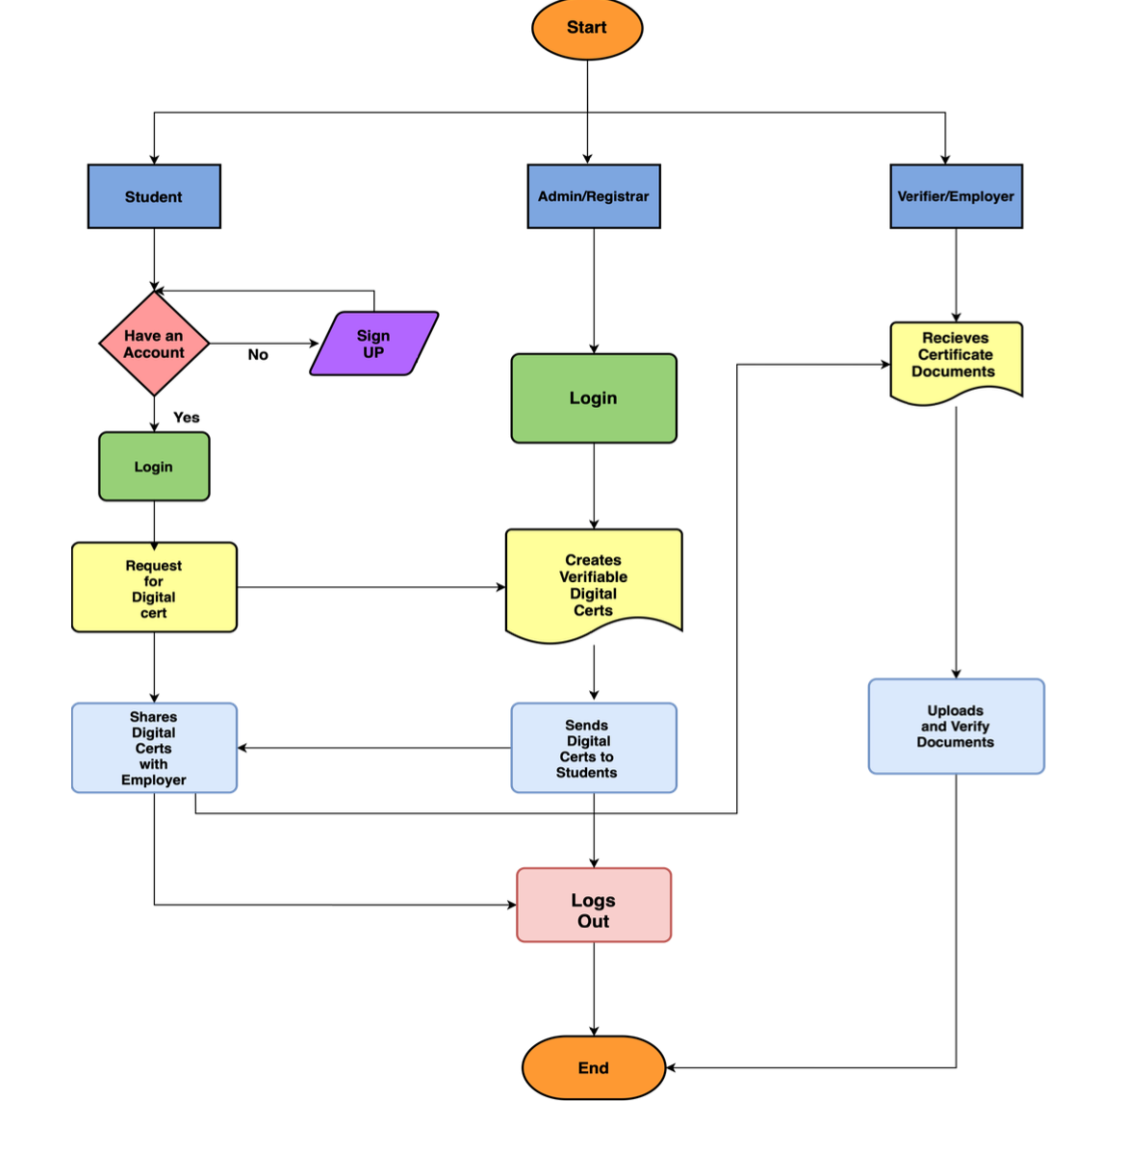 Start
Student
Admin/Registrar
Verifier/Employer
Have an
Account
No
Sign
UP
Recieves
Certificate
Documents
Login
Yes
Login
Request
for
Digital
cert
Creates
Verifiable
Digital
Certs
Shares
Digital
Certs
with
Employer
Sends
Digital
Certs to
Students
Uploads
and Verify
Documents
Logs
Out
End